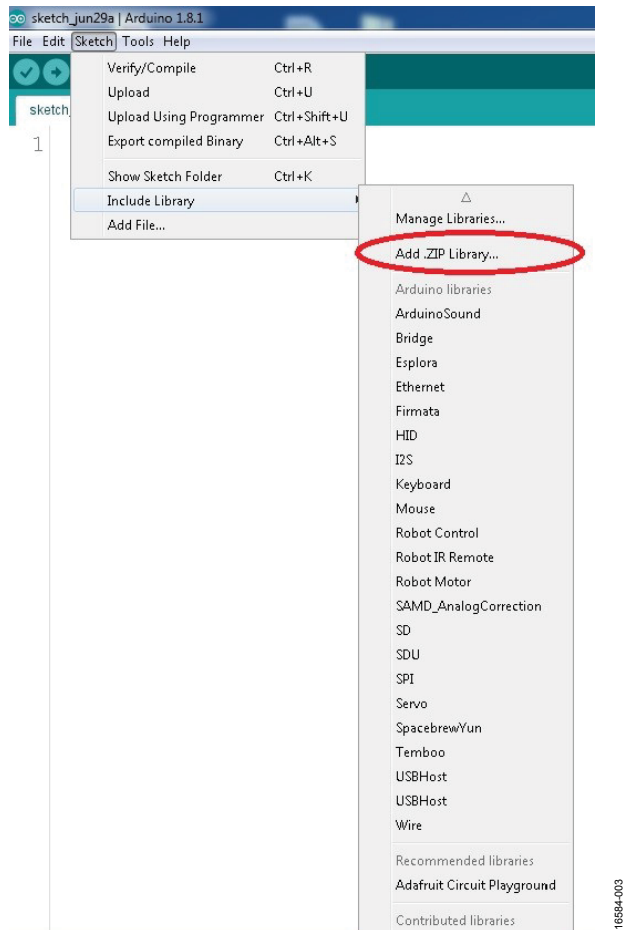 sketch_jun29a | Arduino 1.8.1
File Edit Sketch Tools Help
sketch_
1
Verify/Compile Ctrl+R
Upload Ctrl+U
Upload Using Programmer Ctrl+Shift+U
Export compiled Binary Ctrl+Alt+S
Show Sketch Folder Ctrl+K
Include Library
Add File...
Manage Libraries...
Add .ZIP Library...
Arduino libraries
ArduinoSound
Bridge
Esplora
Ethernet
Firmata
HID
I2S
Keyboard
Mouse
Robot Control
Robot IR Remote
Robot Motor
SAMD_AnalogCorrection
SD
SDU
SPI
Servo
SpacebrewYun
Temboo
USBHost
USBHost
Wire
Recommended libraries
Adafruit Circuit Playground
Contributed libraries
16584-003